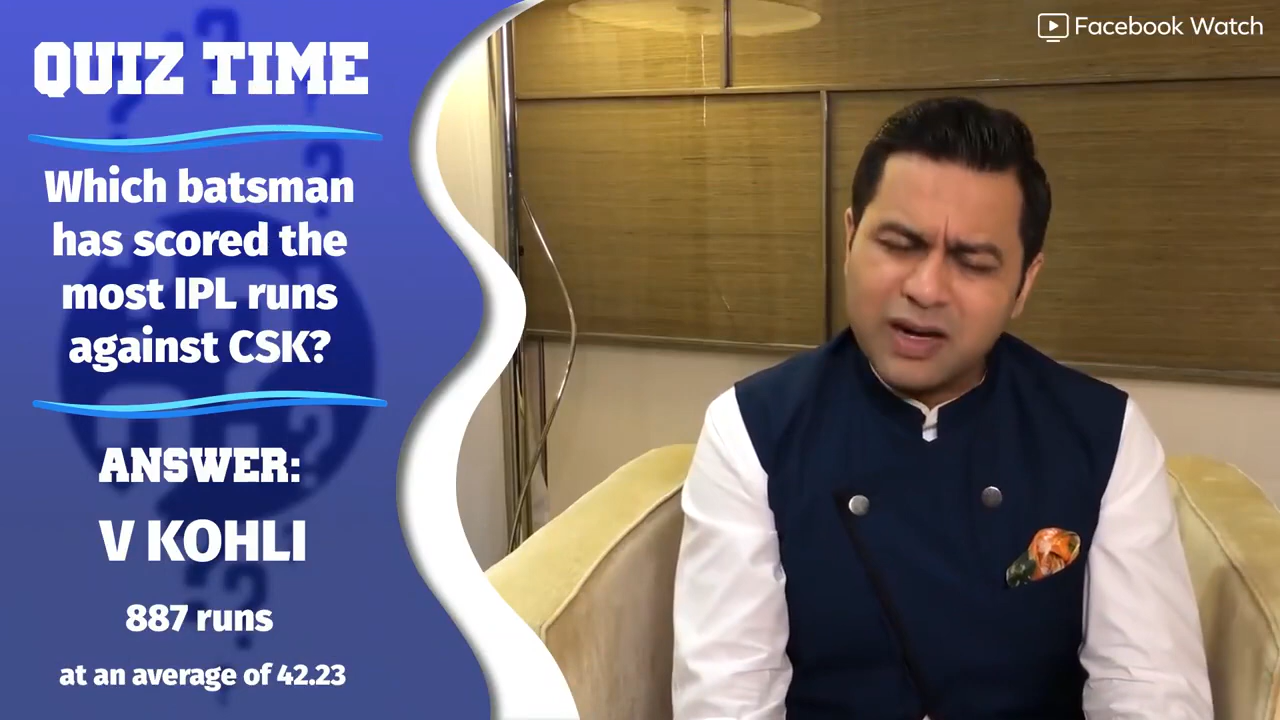 QUIZ TIME
Which batsman
has scored the
most IPL runs
against CSK?
ANSWER:
V KOHLI
887 runs
at an average of 42.23
Facebook Watch